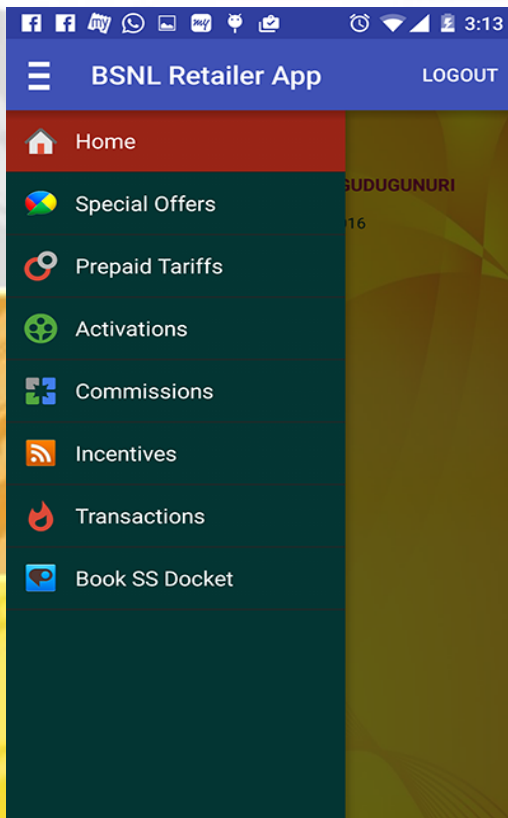 3:13
BSNL Retailer App LOGOUT
Home
GUDUGUNURI
Special Offers
16
Prepaid Tariffs
Activations
Commissions
Incentives
Transactions
Book SS Docket